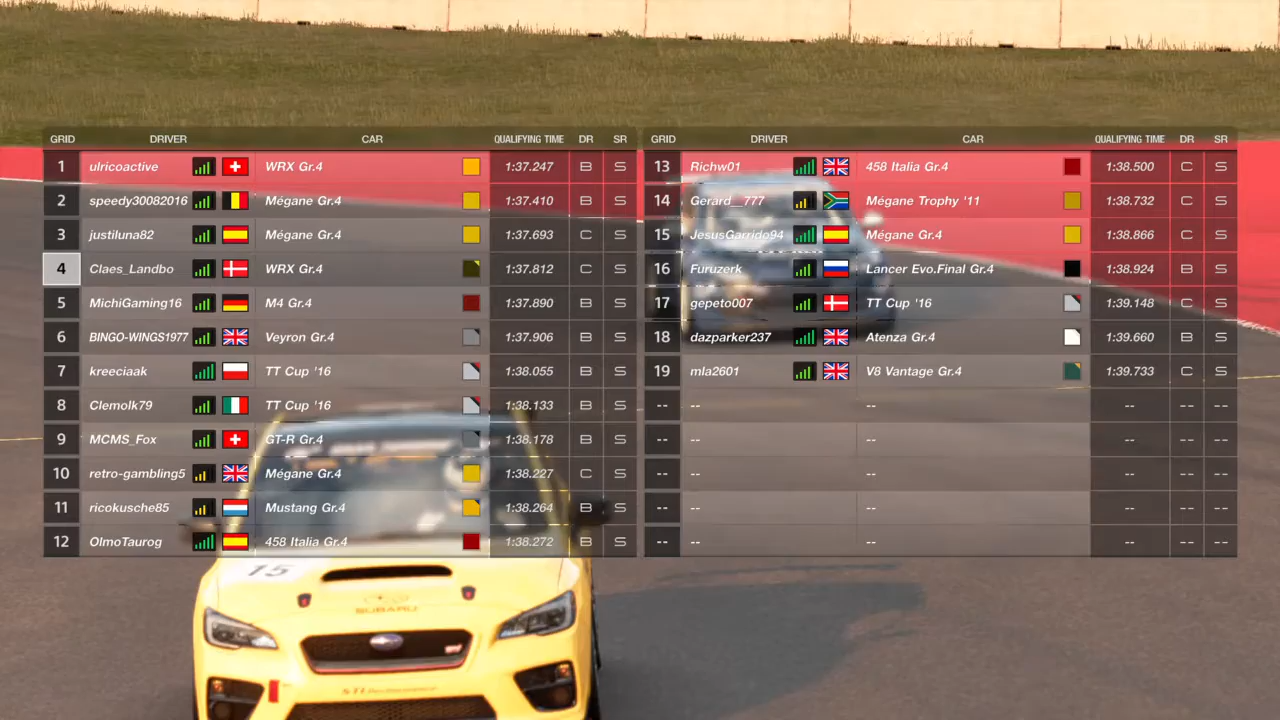 GRID DRIVER CAR QUALIFYING TIME DR SR
1 ulricoactive WRX Gr.4 1:37.247 B S
2 speedy30082016 Mégane Gr.4 1:37.410 B S
3 justiluna82 Mégane Gr.4 1:37.693 C S
4 Claes_Landbo WRX Gr.4 1:37.812 C S
5 MichiGaming16 M4 Gr.4 1:37.890 B S
6 BINGO-WINGS1977 Veyron Gr.4 1:37.906 B S
7 kreeciaak TT Cup '16 1:38.055 B S
8 Clemolk79 TT Cup '16 1:38.133 B S
9 MCMS_Fox GT-R Gr.4 1:38.178 B S
10 retro-gambling5 Mégane Gr.4 1:38.227 C S
11 ricokusche85 Mustang Gr.4 1:38.264 B S
12 OlmoTaurog 458 Italia Gr.4 1:38.272 B S
GRID DRIVER CAR QUALIFYING TIME DR SR
13 Richw01 458 Italia Gr.4 1:38.500 C S
14 Gerard__777 Mégane Trophy '11 1:38.732 C S
15 JesusGarrido94 Mégane Gr.4 1:38.866 C S
16 Furuzerk Lancer Evo.Final Gr.4 1:38.924 B S
17 gepeto007 TT Cup '16 1:39.148 C S
18 dazparker237 Atenza Gr.4 1:39.660 B S
19 mla2601 V8 Vantage Gr.4 1:39.733 C S
-- -- -- -- -- --
-- -- -- -- -- --
-- -- -- -- -- --
-- -- -- -- -- --
-- -- -- -- -- --
15
SUBARU
STI